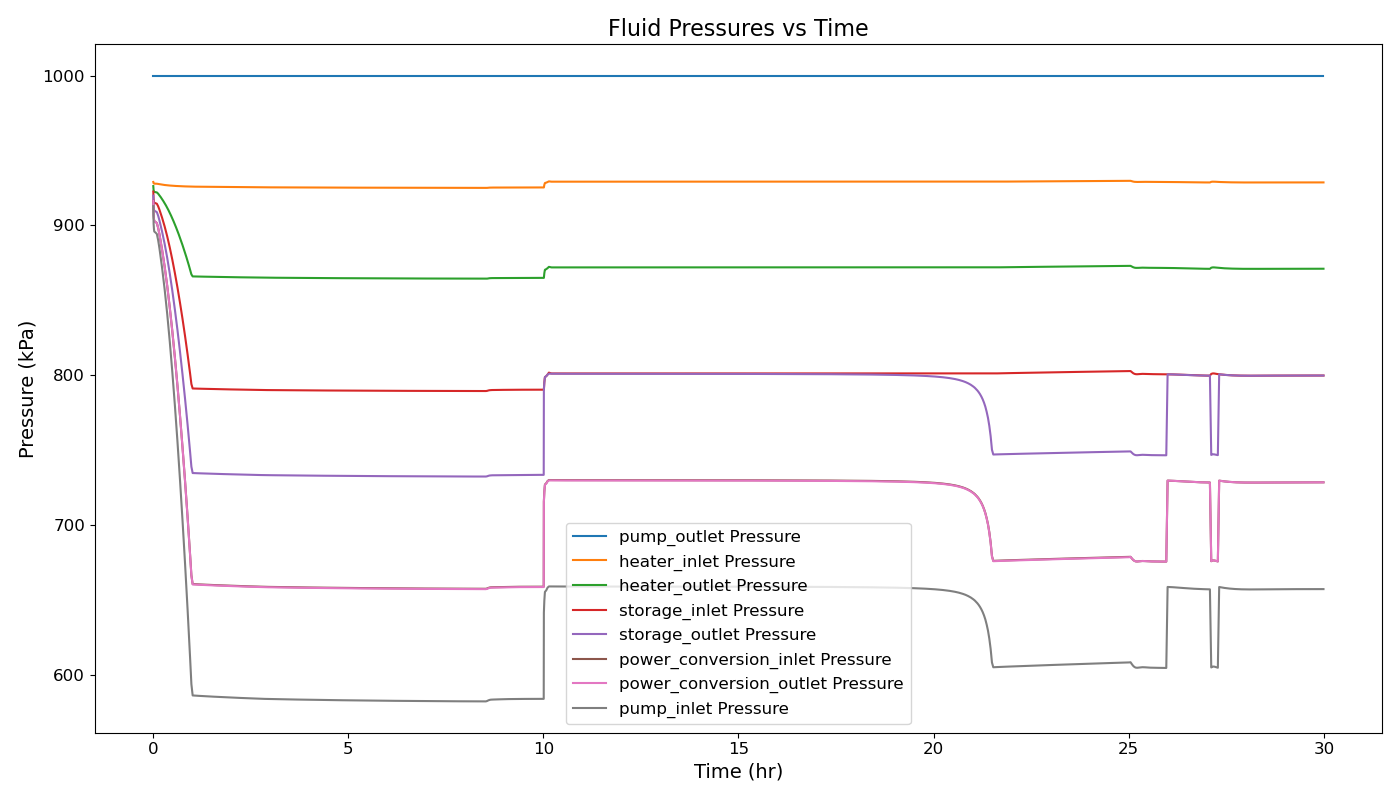 Fluid Pressures vs Time
Pressure (kPa)
1000
900
800
700
600
pump_outlet Pressure
heater_inlet Pressure
heater_outlet Pressure
storage_inlet Pressure
storage_outlet Pressure
power_conversion_inlet Pressure
power_conversion_outlet Pressure
pump_inlet Pressure
0 5 10 15 20 25 30
Time (hr)